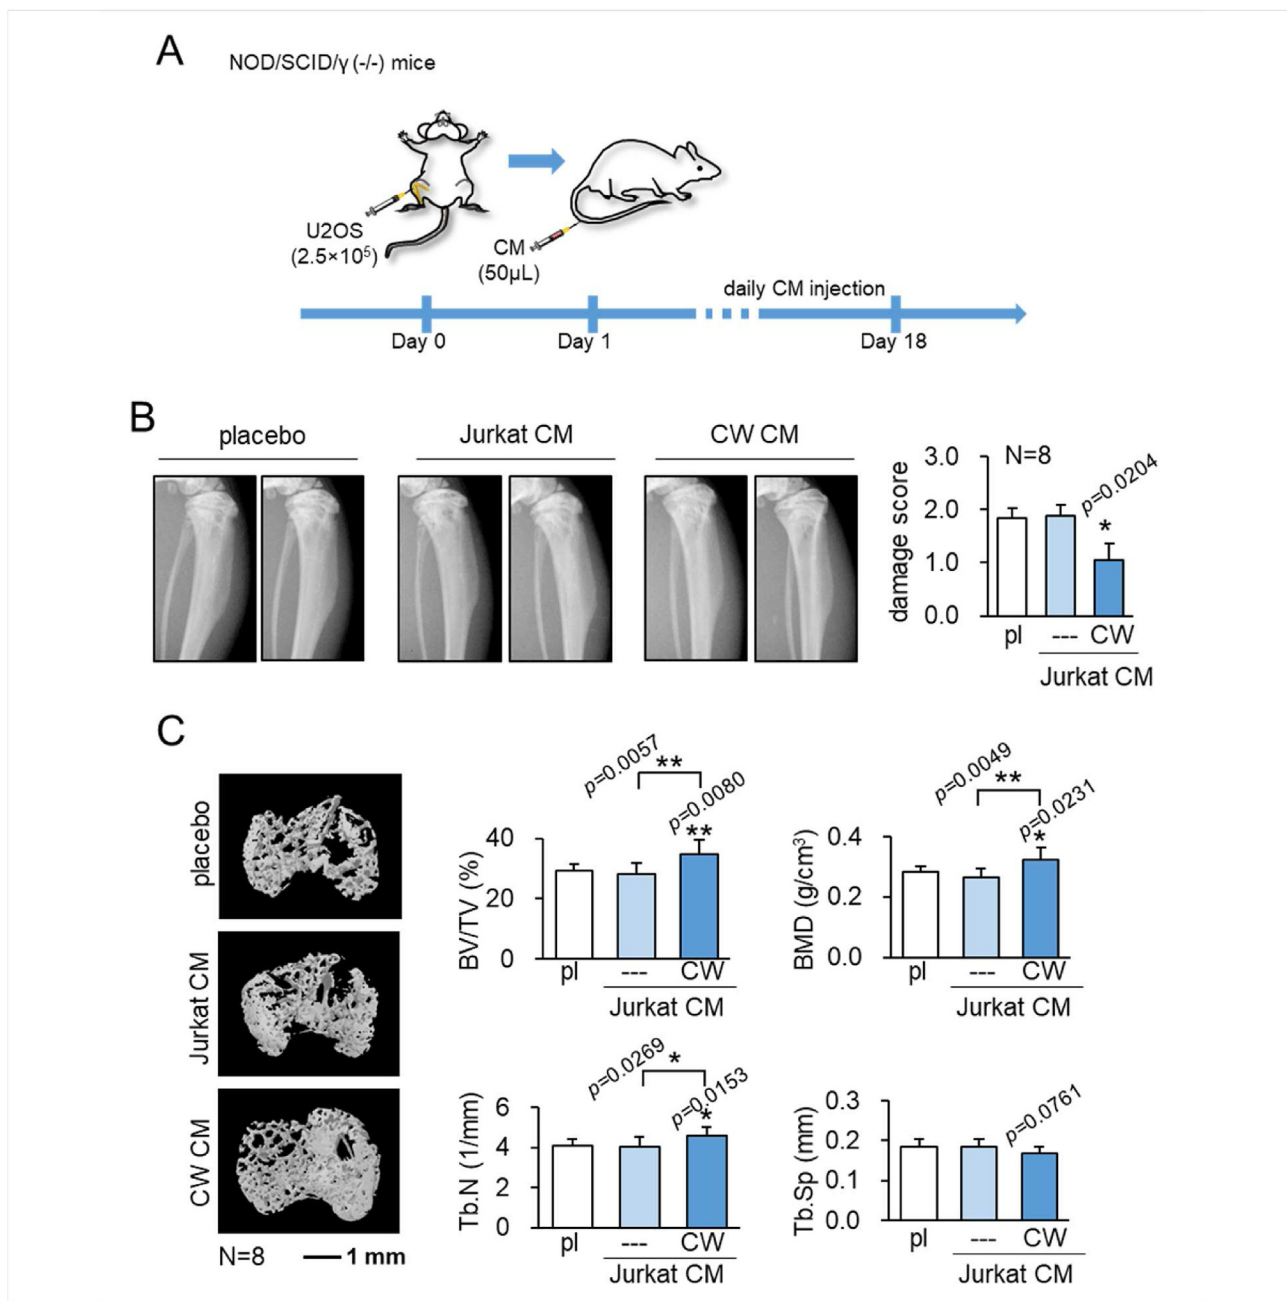 A
NOD/SCID/γ (-/-) mice
U2OS
(2.5×10⁵)
CM
(50µL)
daily CM injection
Day 0
Day 1
Day 18
B
placebo
Jurkat CM
CW CM
damage score
3.0
2.0
1.0
0.0
N=8
p=0.0204
*
pl
---
CW
Jurkat CM
C
placebo
Jurkat CM
CW CM
N=8
1 mm
BV/TV (%)
40
20
0
p=0.0057
**
p=0.0080
**
pl
---
CW
Jurkat CM
BMD (g/cm³)
0.4
0.2
0.0
p=0.0049
**
p=0.0231
*
pl
---
CW
Jurkat CM
Tb.N (1/mm)
6
4
2
0
p=0.0269
*
p=0.0153
*
pl
---
CW
Jurkat CM
Tb.Sp (mm)
0.3
0.2
0.1
0.0
p=0.0761
pl
---
CW
Jurkat CM